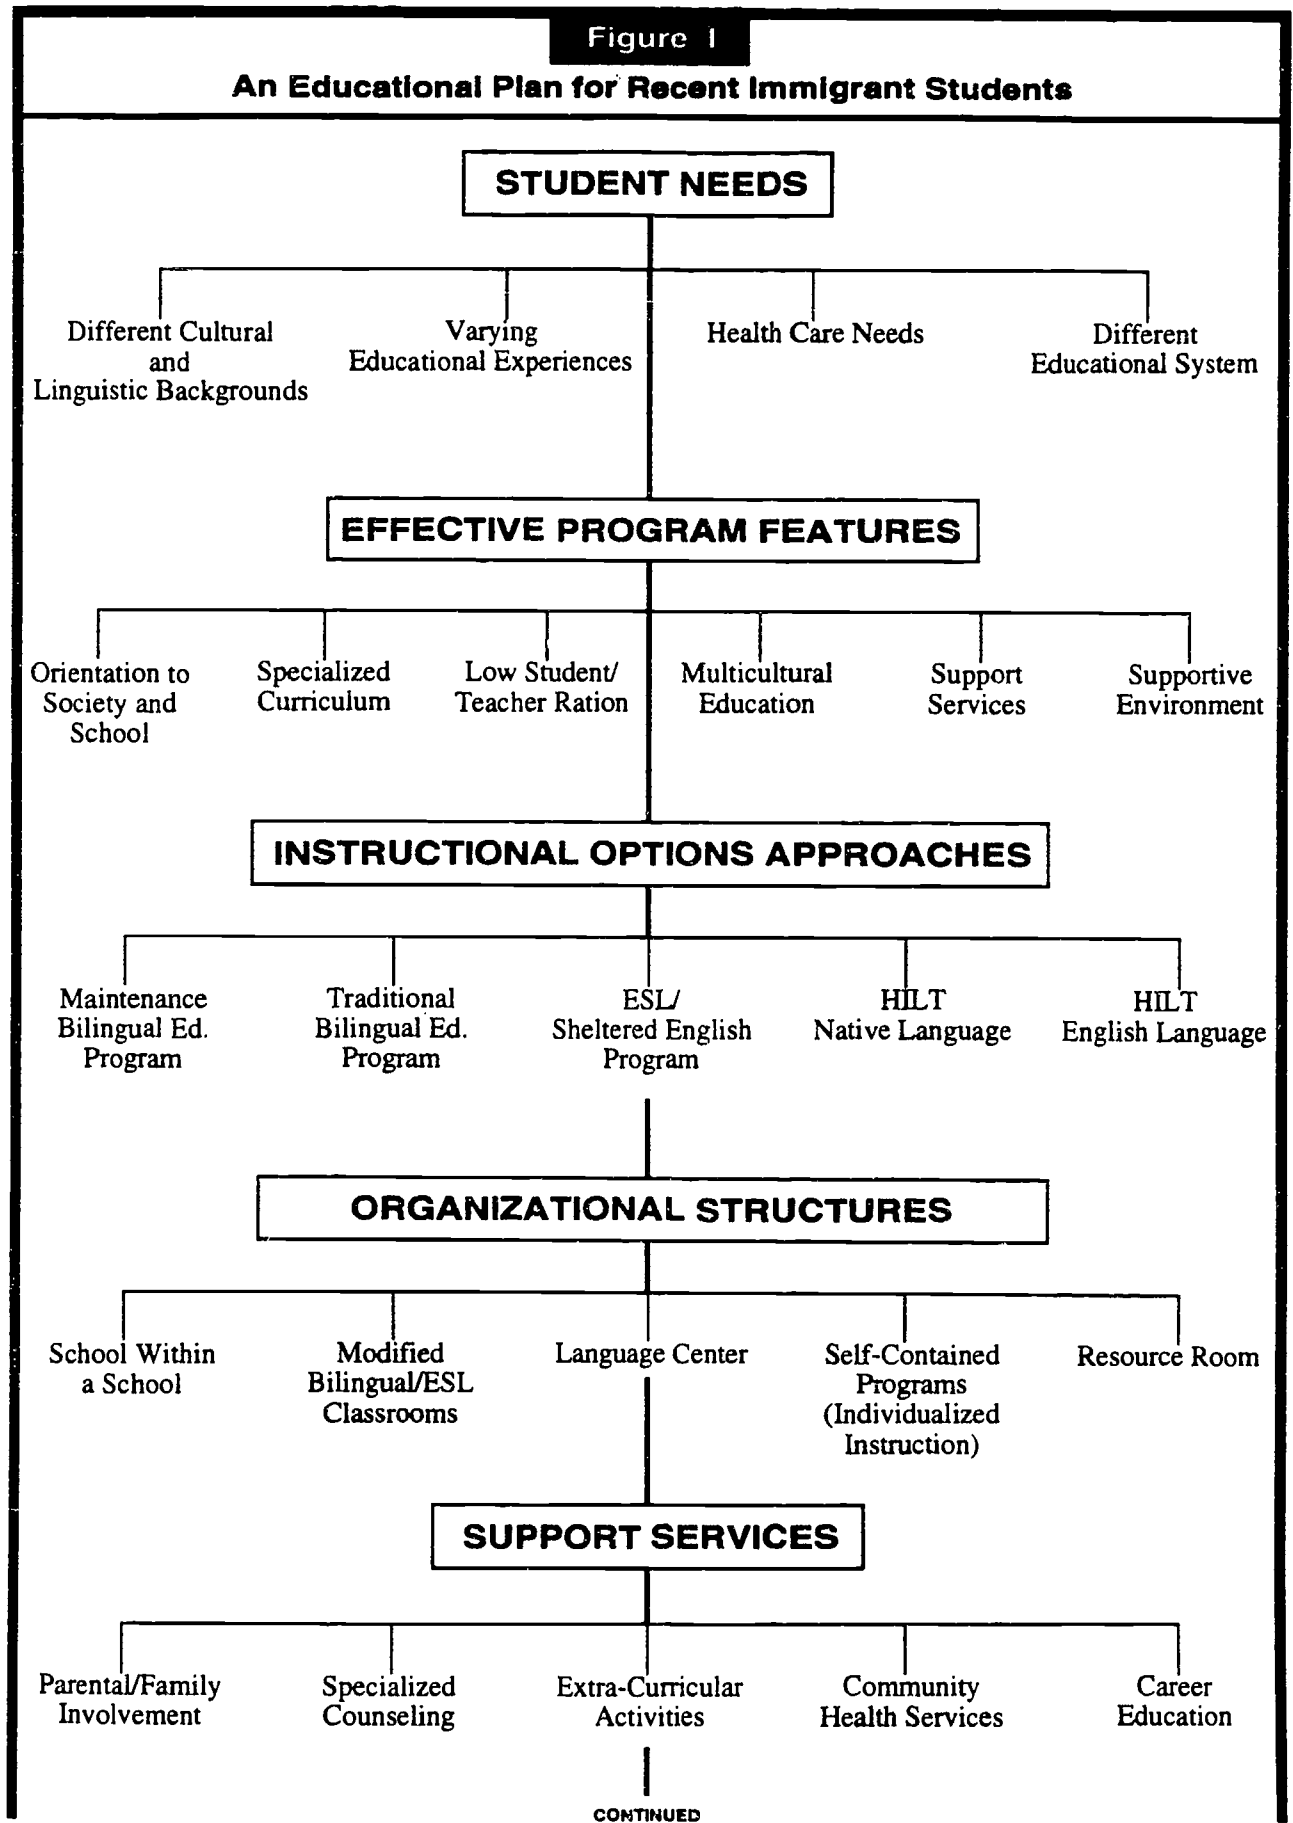 Figure I
An Educational Plan for Recent Immigrant Students
STUDENT NEEDS
Different Cultural
and
Linguistic Backgrounds
Varying
Educational Experiences
Health Care Needs
Different
Educational System
EFFECTIVE PROGRAM FEATURES
Orientation to
Society and
School
Specialized
Curriculum
Low Student/
Teacher Ration
Multicultural
Education
Support
Services
Supportive
Environment
INSTRUCTIONAL OPTIONS APPROACHES
Maintenance
Bilingual Ed.
Program
Traditional
Bilingual Ed.
Program
ESL/
Sheltered English
Program
HILT
Native Language
HILT
English Language
ORGANIZATIONAL STRUCTURES
School Within
a School
Modified
Bilingual/ESL
Classrooms
Language Center
Self-Contained
Programs
(Individualized
Instruction)
Resource Room
SUPPORT SERVICES
Parental/Family
Involvement
Specialized
Counseling
Extra-Curricular
Activities
Community
Health Services
Career
Education
CONTINUED